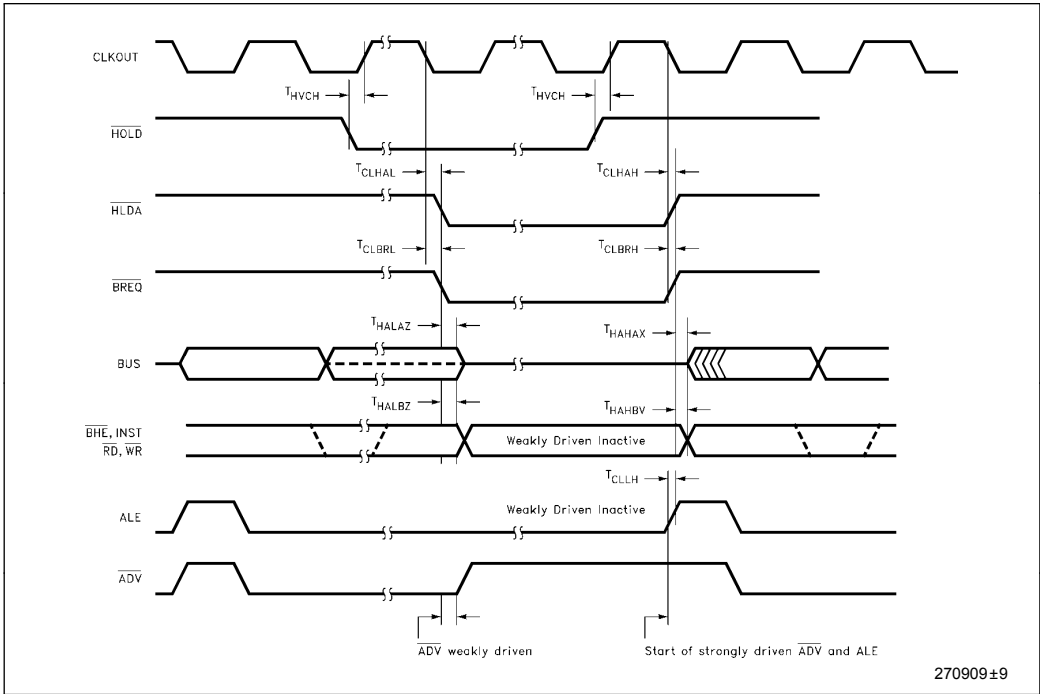 CLKOUT
THVCH
THVCH
HOLD
TCLHAL
TCLHAH
HLDA
TCLBRL
TCLBRH
BREQ
THALAZ
THAHAX
BUS
THALBZ
THAHBV
BHE, INST
RD, WR
Weakly Driven Inactive
TCLLH
ALE
Weakly Driven Inactive
ADV
ADV weakly driven
Start of strongly driven ADV and ALE
270909±9